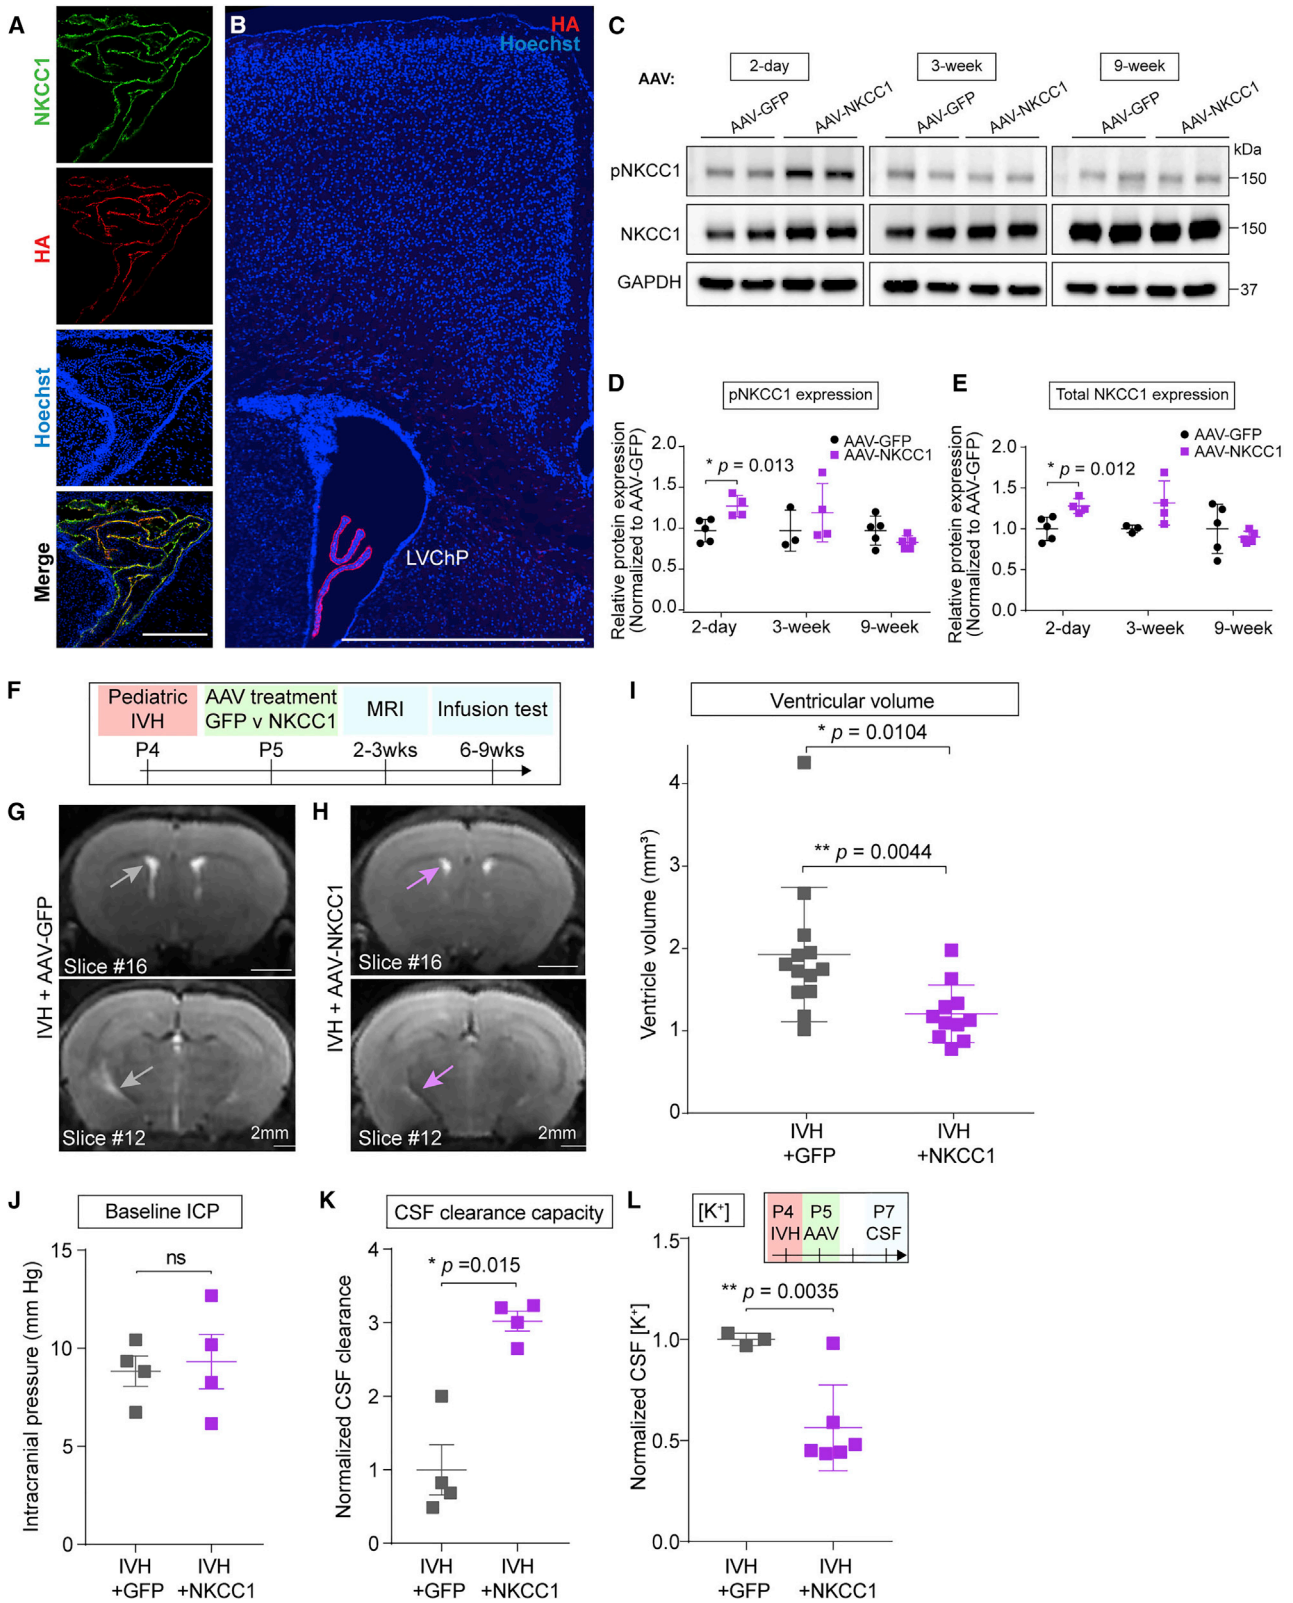 A
NKCC1
HA
Hoechst
Merge
B
HA
Hoechst
LVChP
C
AAV:
2-day
3-week
9-week
AAV-GFP
AAV-NKCC1
AAV-GFP
AAV-NKCC1
AAV-GFP
AAV-NKCC1
kDa
pNKCC1
150
NKCC1
150
GAPDH
37
D
pNKCC1 expression
Relative protein expression
(Normalized to AAV-GFP)
2.0
1.5
1.0
0.5
0.0
AAV-GFP
AAV-NKCC1
* p = 0.013
2-day
3-week
9-week
E
Total NKCC1 expression
Relative protein expression
(Normalized to AAV-GFP)
2.0
1.5
1.0
0.5
0.0
AAV-GFP
AAV-NKCC1
* p = 0.012
2-day
3-week
9-week
F
Pediatric
IVH
AAV treatment
GFP v NKCC1
MRI
Infusion test
P4
P5
2-3wks
6-9wks
G
IVH + AAV-GFP
Slice #16
Slice #12
2mm
H
IVH + AAV-NKCC1
Slice #16
Slice #12
2mm
I
Ventricular volume
* p = 0.0104
** p = 0.0044
Ventricle volume (mm³)
4
3
2
1
0
IVH
+GFP
IVH
+NKCC1
J
Baseline ICP
ns
Intracranial pressure (mm Hg)
15
10
5
0
IVH
+GFP
IVH
+NKCC1
K
CSF clearance capacity
* p =0.015
Normalized CSF clearance
4
3
2
1
0
IVH
+GFP
IVH
+NKCC1
L
[K⁺]
P4
IVH
P5
AAV
P7
CSF
** p = 0.0035
Normalized CSF [K⁺]
1.5
1.0
0.5
0.0
IVH
+GFP
IVH
+NKCC1